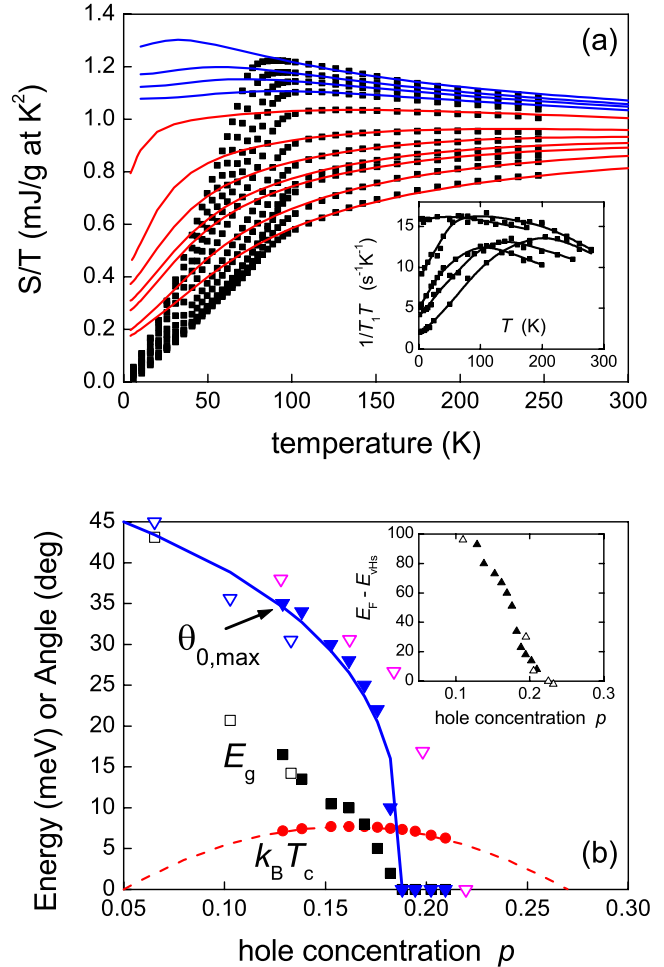 1.4
1.2
1.0
0.8
0.6
0.4
0.2
0.0
S/T (mJ/g at K²)
(a)
15
10
5
0
1/T₁T (s⁻¹K⁻¹)
T (K)
0 100 200 300
0 50 100 150 200 250 300
temperature (K)
45
40
35
30
25
20
15
10
5
0
Energy (meV) or Angle (deg)
θ₀,max
E_g
k_BT_c
(b)
100
80
60
40
20
0
E_F - E_vHs
0.1 0.2 0.3
hole concentration p
0.05 0.10 0.15 0.20 0.25 0.30
hole concentration p